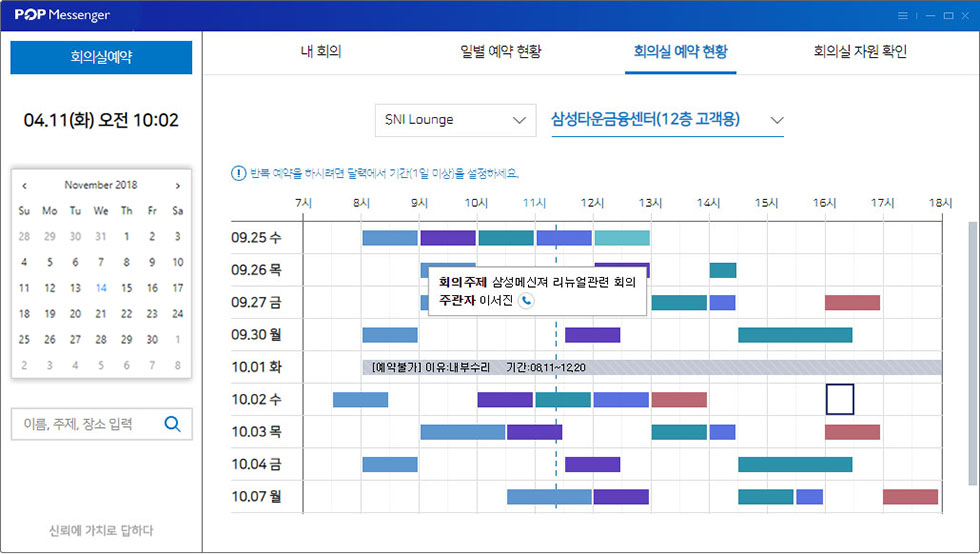 POP Messenger
회의실예약
내 회의
일별 예약 현황
회의실 예약 현황
회의실 자원 확인
04.11(화) 오전 10:02
SNI Lounge
삼성타운금융센터(12층 고객용)
November 2018
Su Mo Tu We Th Fr Sa
28 29 30 31 1 2 3
4 5 6 7 8 9 10
11 12 13 14 15 16 17
18 19 20 21 22 23 24
25 26 27 28 29 30 1
2 3 4 5 6 7 8
이름, 주제, 장소 입력
신뢰에 가치로 답하다
반복 예약을 하시려면 달력에서 기간(1일 이상)을 설정하세요.
7시 8시 9시 10시 11시 12시 13시 14시 15시 16시 17시 18시
09.25 수
09.26 목
회의주제 삼성메신져 리뉴얼관련 회의
주관자 이서진
09.27 금
09.30 월
10.01 화
[예약불가] 이유:내부수리 기간:08.11~12.20
10.02 수
10.03 목
10.04 금
10.07 월